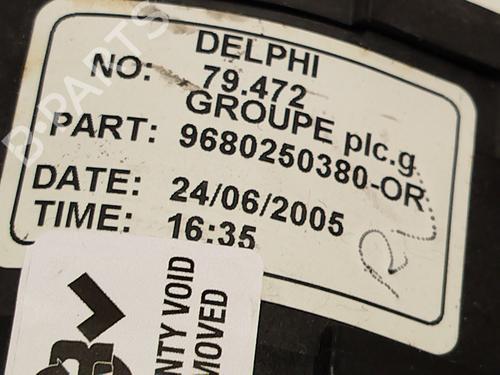 DELPHI
NO: 79.472
GROUPE plc.g
PART: 9680250380-OR
DATE: 24/06/2005
TIME: 16:35
NTY VOID
MOVED
B-PARTS